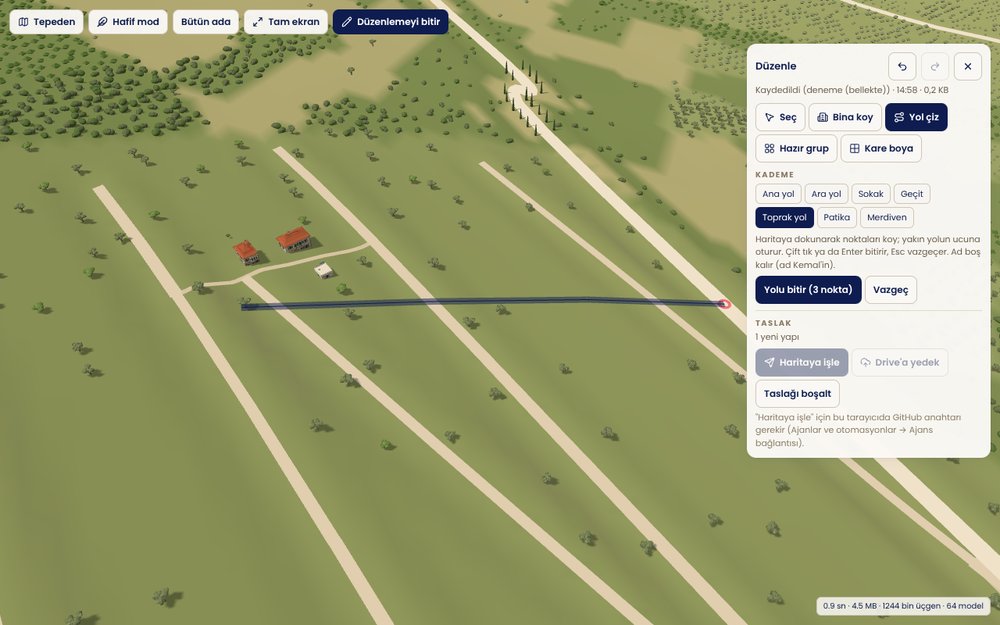 Tepeden
Hafif mod
Bütün ada
Tam ekran
Düzenlemeyi bitir
Düzenle
Kaydedildi (deneme (bellekte)) · 14:58 · 0,2 KB
Seç
Bina koy
Yol çiz
Hazır grup
Kare boya
KADEME
Ana yol
Ara yol
Sokak
Geçit
Toprak yol
Patika
Merdiven
Haritaya dokunarak noktaları koy; yakın yolun ucuna
oturur. Çift tık ya da Enter bitirir, Esc vazgeçer. Ad boş
kalır (ad Kemal'in).
Yolu bitir (3 nokta)
Vazgeç
TASLAK
1 yeni yapı
Haritaya işle
Drive'a yedek
Taslağı boşalt
"Haritaya işle" için bu tarayıcıda GitHub anahtarı
gerekir (Ajanlar ve otomasyonlar → Ajans
bağlantısı).
0.9 sn · 4.5 MB · 1244 bin üçgen · 64 model